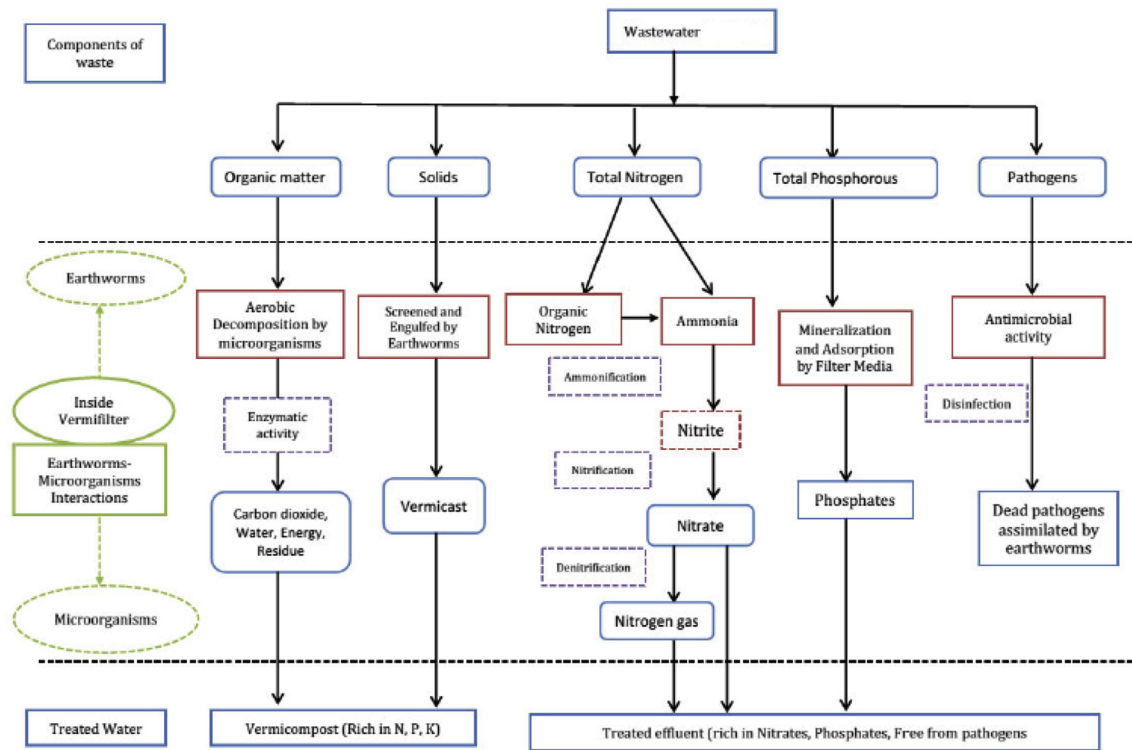 Wastewater
Components of
waste
Organic matter
Solids
Total Nitrogen
Total Phosphorous
Pathogens
Earthworms
Aerobic
Decomposition by
microorganisms
Screened and
Engulfed by
Earthworms
Organic
Nitrogen
Ammonia
Mineralization
and Adsorption
by Filter Media
Antimicrobial
activity
Ammonification
Inside
Vermifilter
Enzymatic
activity
Disinfection
Nitrite
Earthworms-
Microorganisms
Interactions
Nitrification
Vermicast
Phosphates
Carbon dioxide,
Water, Energy,
Residue
Nitrate
Dead pathogens
assimilated by
earthworms
Denitrification
Microorganisms
Nitrogen gas
Treated Water
Vermicompost (Rich in N, P, K)
Treated effluent (rich in Nitrates, Phosphates, Free from pathogens